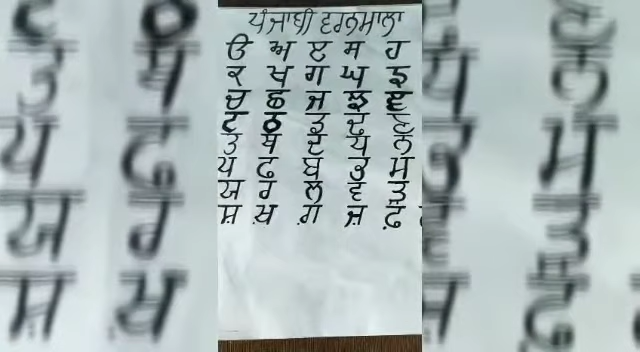 ਪੰਜਾਬੀ ਵਰਨਮਾਲਾ
ੳ ਅ ੲ ਸ ਹ
ਕ ਖ ਗ ਘ ਙ
ਚ ਛ ਜ ਝ ਞ
ਟ ਠ ਡ ਢ ਣ
ਤ ਥ ਦ ਧ ਨ
ਪ ਫ ਬ ਭ ਮ
ਯ ਰ ਲ ਵ ੜ
ਸ਼ ਖ਼ ਗ਼ ਜ਼ ਫ਼